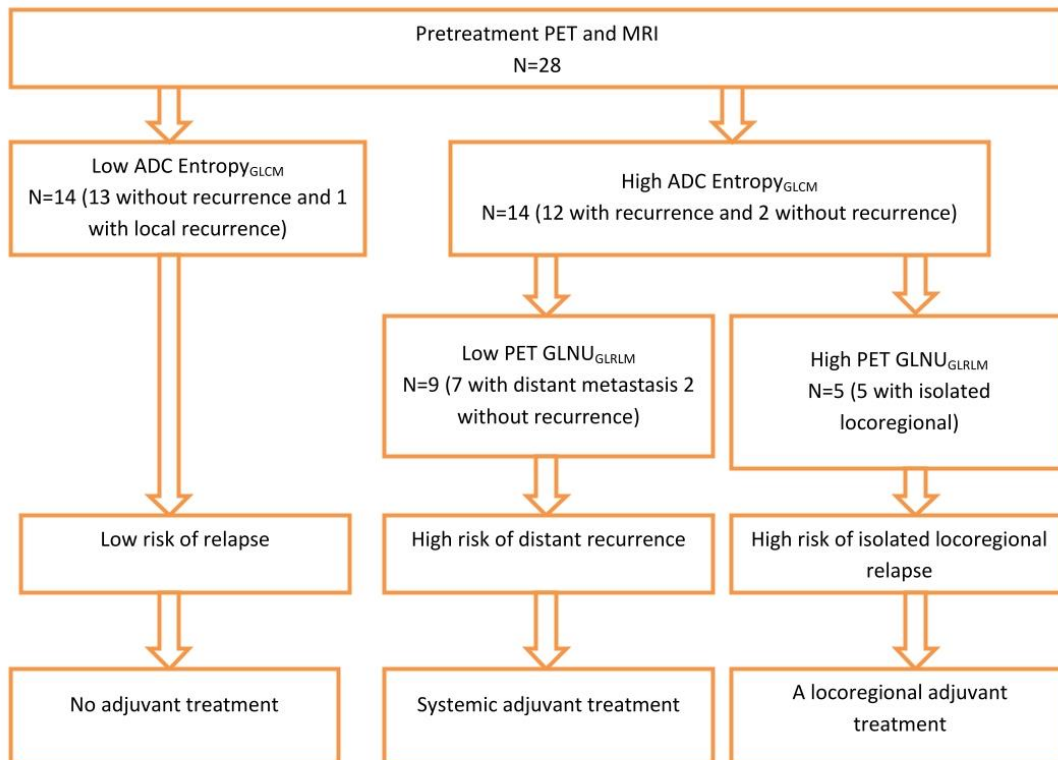 Pretreatment PET and MRI
N=28
Low ADC EntropyGLCM
N=14 (13 without recurrence and 1
with local recurrence)
High ADC EntropyGLCM
N=14 (12 with recurrence and 2 without recurrence)
Low PET GLNUGLRLM
N=9 (7 with distant metastasis 2
without recurrence)
High PET GLNUGLRLM
N=5 (5 with isolated
locoregional)
Low risk of relapse
High risk of distant recurrence
High risk of isolated locoregional
relapse
No adjuvant treatment
Systemic adjuvant treatment
A locoregional adjuvant
treatment